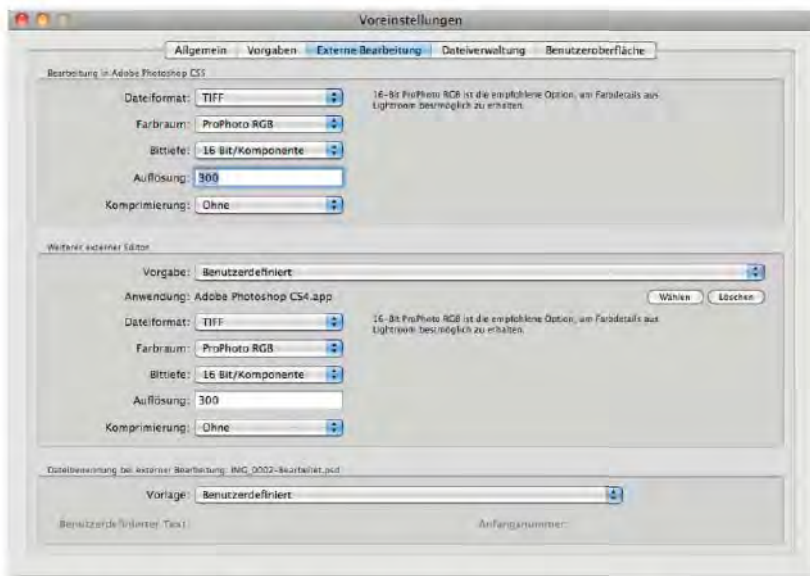 Voreinstellungen
Allgemein Vorgaben Externe Bearbeitung Dateiverwaltung Benutzeroberfläche
Bearbeitung in Adobe Photoshop CS5
Dateiformat: TIFF
16-Bit ProPhoto RGB ist die empfohlene Option, um Farbdetails aus
Lightroom bestmöglich zu erhalten.
Farbraum: ProPhoto RGB
Bittiefe: 16 Bit/Komponente
Auflösung: 300
Komprimierung: Ohne
Weiterer externer Editor
Vorgabe: Benutzerdefiniert
Anwendung: Adobe Photoshop CS4.app Wählen Löschen
Dateiformat: TIFF
16-Bit ProPhoto RGB ist die empfohlene Option, um Farbdetails aus
Lightroom bestmöglich zu erhalten.
Farbraum: ProPhoto RGB
Bittiefe: 16 Bit/Komponente
Auflösung: 300
Komprimierung: Ohne
Dateibenennung bei externer Bearbeitung: IMG_0002-Bearbeitet.psd
Vorlage: Benutzerdefiniert
Benutzerdefinierter Text: Anfangsnummer: